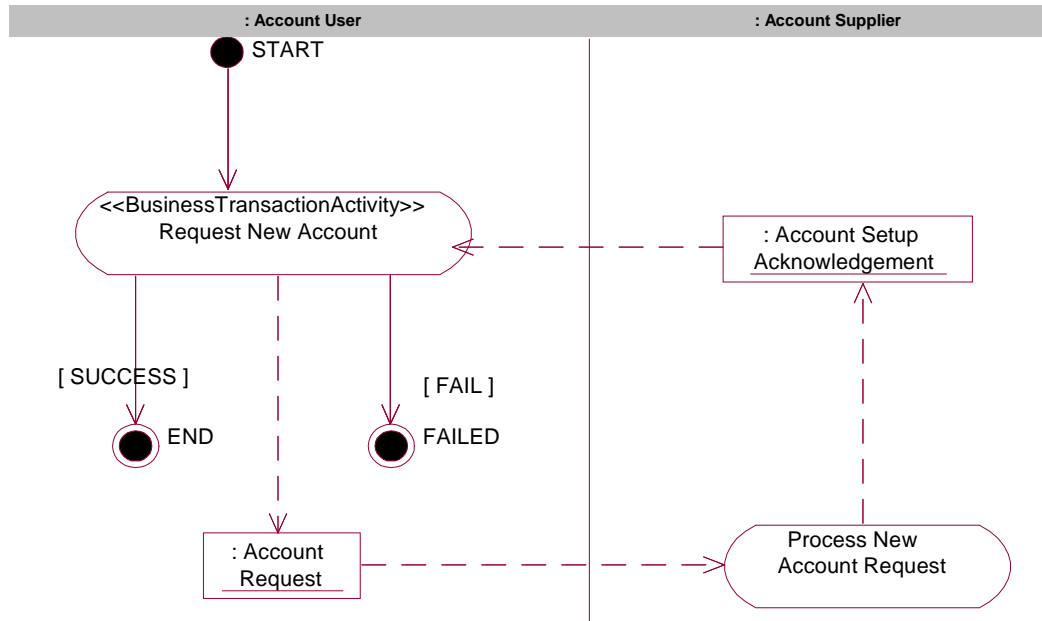 : Account User
: Account Supplier
START
<<BusinessTransactionActivity>>
Request New Account
: Account Setup
Acknowledgement
[ SUCCESS ]
[ FAIL ]
END
FAILED
: Account
Request
Process New
Account Request